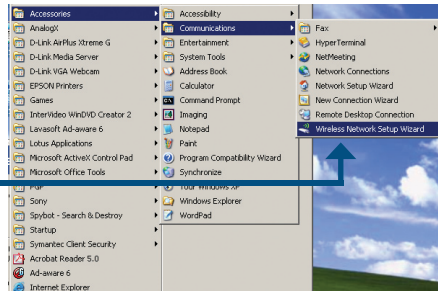 Accessories
AnalogX
D-Link AirPlus Xtreme G
D-Link Media Server
D-Link VGA Webcam
EPSON Printers
Games
InterVideo WinDVD Creator 2
Lavasoft Ad-aware 6
Lotus Applications
Microsoft ActiveX Control Pad
Microsoft Office Tools
PGP
Sony
Spybot - Search & Destroy
Startup
Symantec Client Security
Acrobat Reader 5.0
Ad-aware 6
Internet Explorer
Accessibility
Communications
Entertainment
System Tools
Address Book
Calculator
Command Prompt
Imaging
Notepad
Paint
Program Compatibility Wizard
Synchronize
Tour Windows XP
Windows Explorer
WordPad
Fax
HyperTerminal
NetMeeting
Network Connections
Network Setup Wizard
New Connection Wizard
Remote Desktop Connection
Wireless Network Setup Wizard